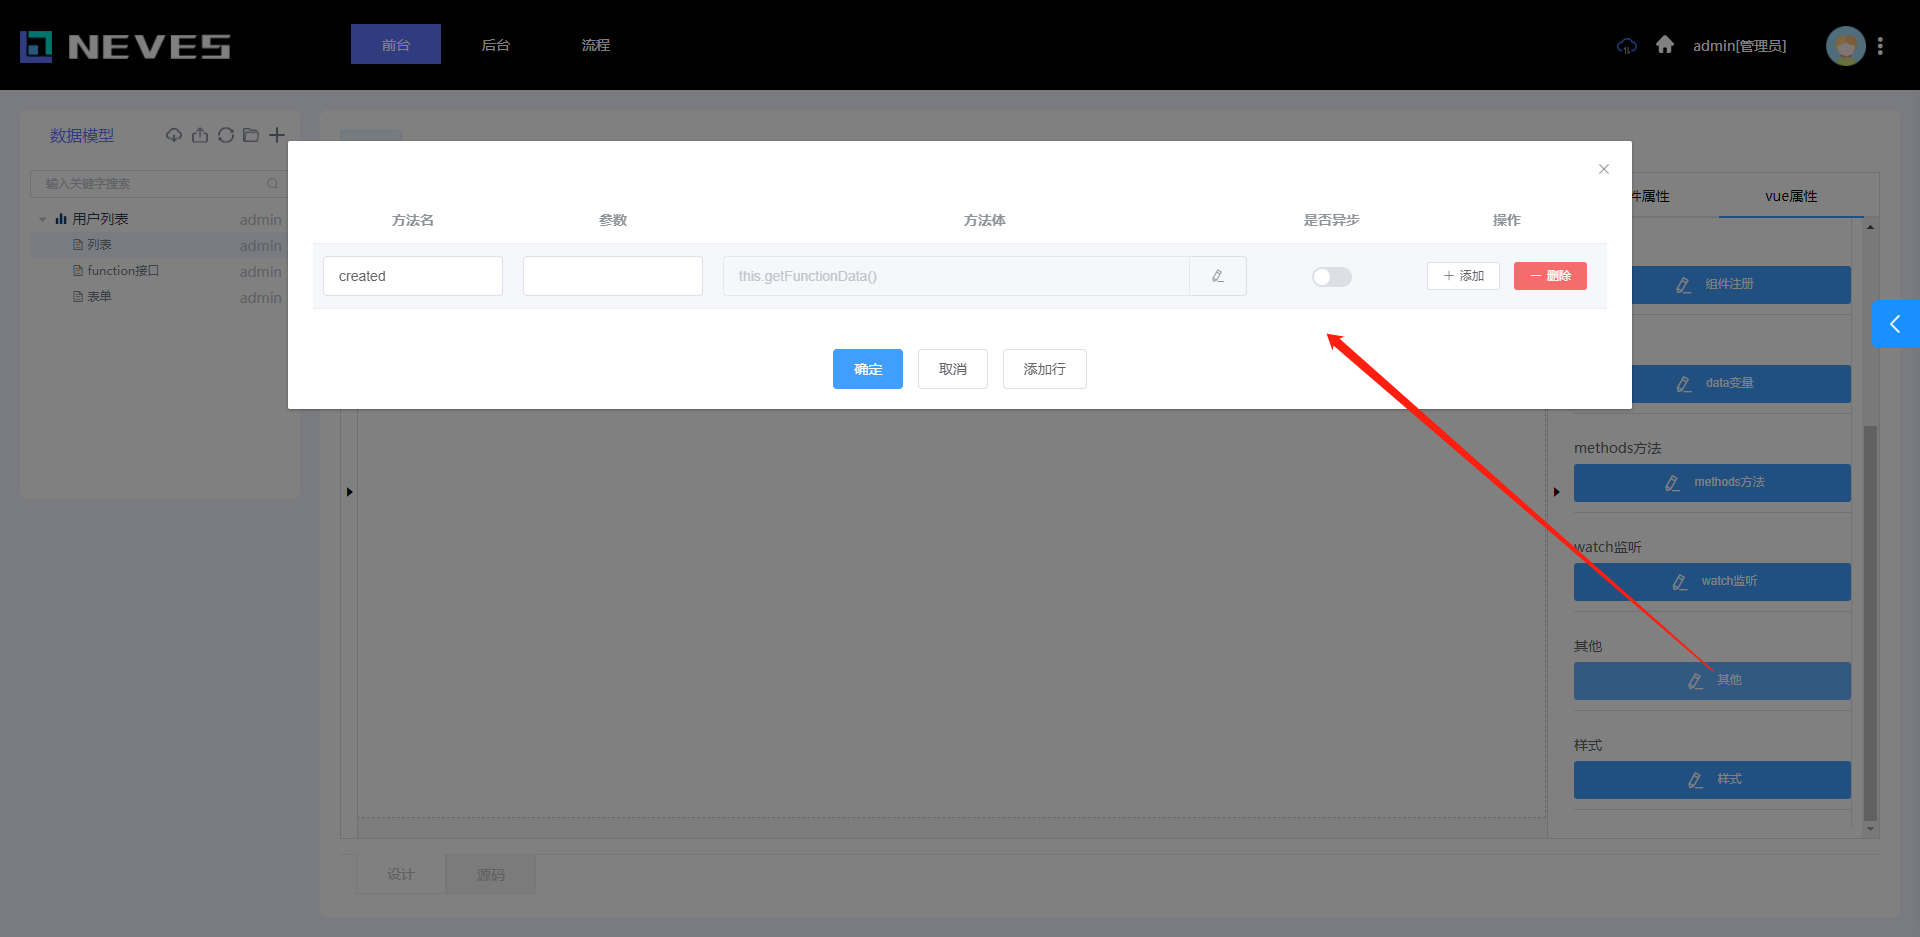 NEVES
前台
后台
流程
admin[管理员]
数据模型
输入关键字搜索
用户列表 admin
列表 admin
function接口 admin
表单 admin
方法名 参数 方法体 是否异步 操作
created this.getFunctionData() 添加 删除
确定 取消 添加行
件属性 vue属性
组件注册
data变量
methods方法
methods方法
watch监听
watch监听
其他
其他
样式
样式
设计 源码